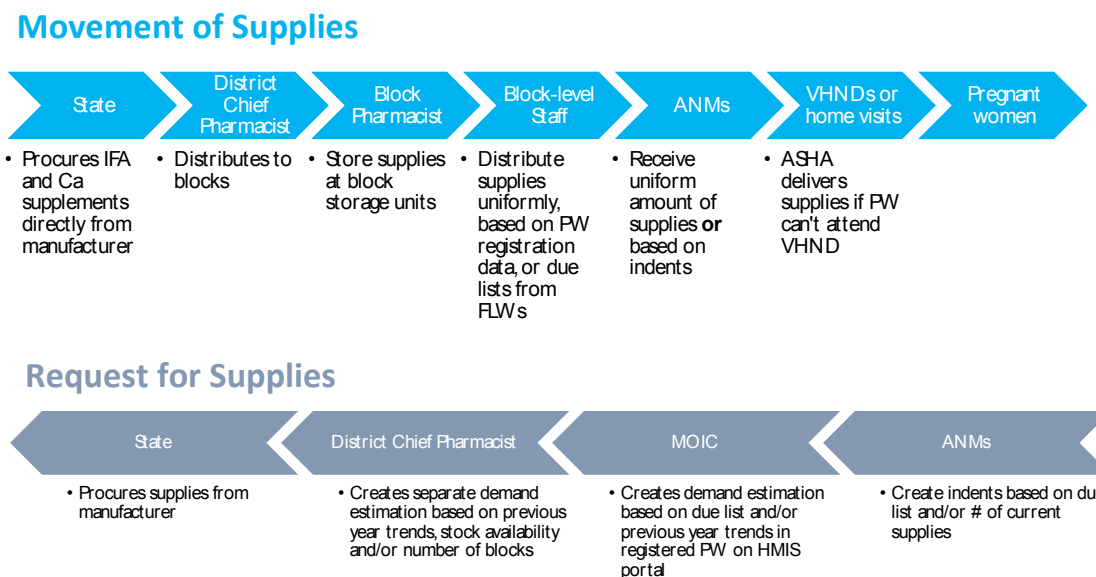 Movement of Supplies
State
District
Chief
Pharmacist
Block
Pharmacist
Block-level
Staff
ANMs
VHNDs or
home visits
Pregnant
women
• Procures IFA
and Ca
supplements
directly from
manufacturer
• Distributes to
blocks
• Store supplies
at block
storage units
• Distribute
supplies
uniformly,
based on PW
registration
data, or due
lists from
FLWs
• Receive
uniform
amount of
supplies or
based on
indents
• ASHA
delivers
supplies if PW
can't attend
VHND
Request for Supplies
State
District Chief Pharmacist
MOIC
ANMs
• Procures supplies from
manufacturer
• Creates separate demand
estimation based on previous
year trends, stock availability
and/or number of blocks
• Creates demand estimation
based on due list and/or
previous year trends in
registered PW on HMIS
portal
• Create indents based on du
list and/or # of current
supplies